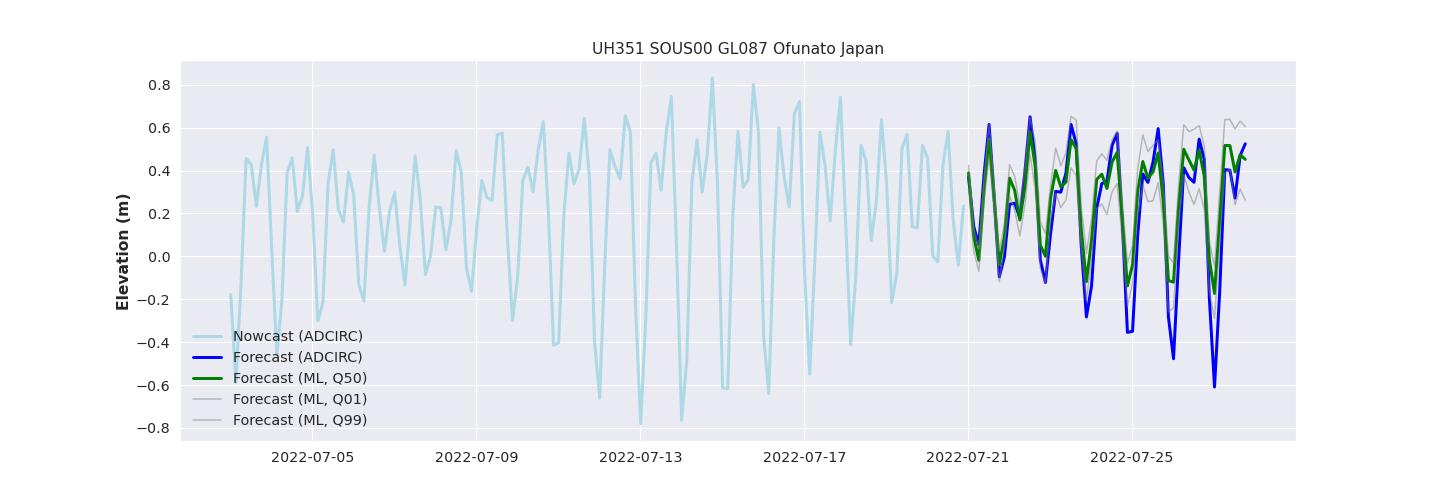 UH351 SOUS00 GL087 Ofunato Japan
Elevation (m)
0.8
0.6
0.4
0.2
0.0
−0.2
−0.4
−0.6
−0.8
Nowcast (ADCIRC)
Forecast (ADCIRC)
Forecast (ML, Q50)
Forecast (ML, Q01)
Forecast (ML, Q99)
2022-07-05 2022-07-09 2022-07-13 2022-07-17 2022-07-21 2022-07-25